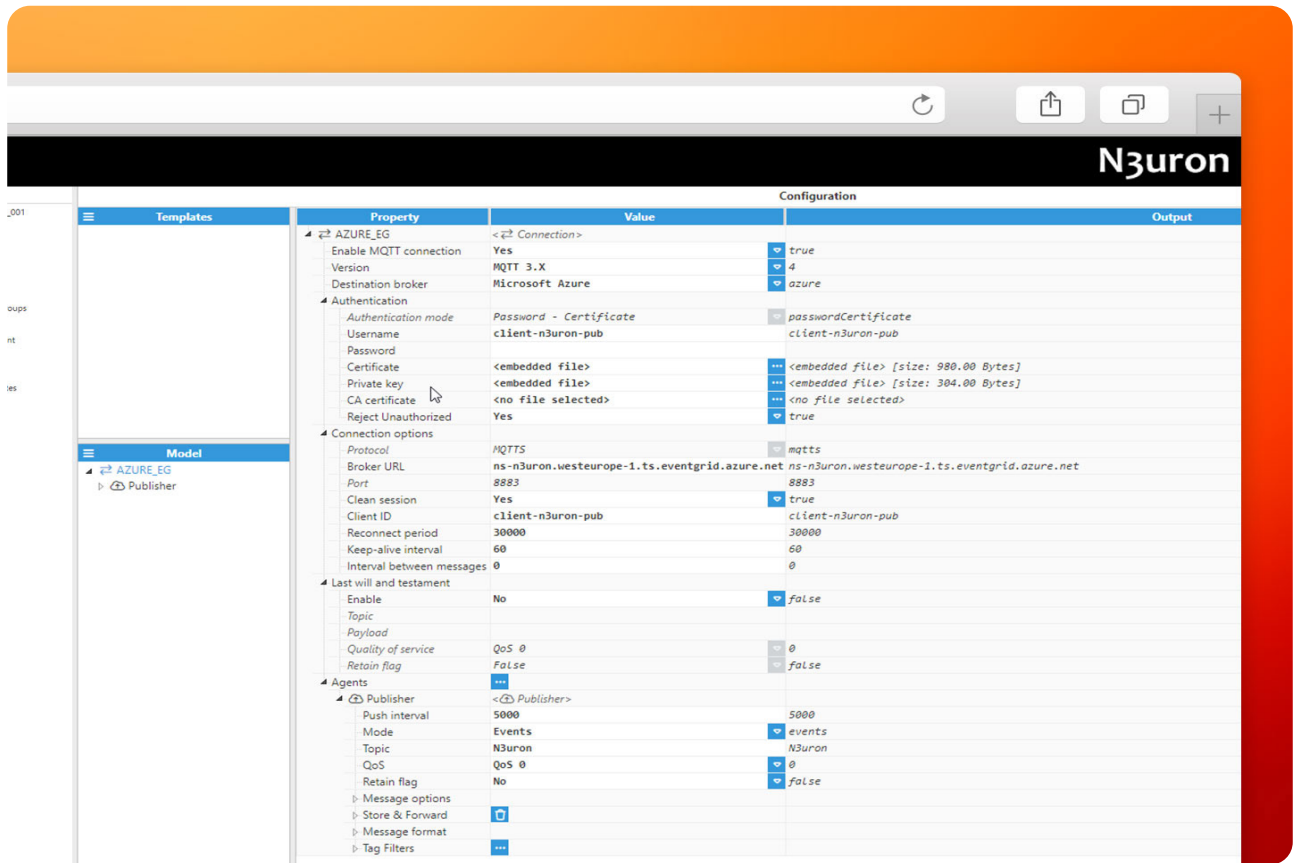 N3uron
Configuration
_001
oups
nt
tes
Templates
Model
AZURE_EG
Publisher
Property Value Output
AZURE_EG < Connection>
Enable MQTT connection Yes true
Version MQTT 3.X 4
Destination broker Microsoft Azure azure
Authentication
Authentication mode Password - Certificate passwordCertificate
Username client-n3uron-pub client-n3uron-pub
Password
Certificate <embedded file> <embedded file> [size: 980.00 Bytes]
Private key <embedded file> <embedded file> [size: 304.00 Bytes]
CA certificate <no file selected> <no file selected>
Reject Unauthorized Yes true
Connection options
Protocol MQTTS mqtts
Broker URL ns-n3uron.westeurope-1.ts.eventgrid.azure.net ns-n3uron.westeurope-1.ts.eventgrid.azure.net
Port 8883 8883
Clean session Yes true
Client ID client-n3uron-pub client-n3uron-pub
Reconnect period 30000 30000
Keep-alive interval 60 60
Interval between messages 0 0
Last will and testament
Enable No false
Topic
Payload
Quality of service QoS 0 0
Retain flag False false
Agents
Publisher < Publisher>
Push interval 5000 5000
Mode Events events
Topic N3uron N3uron
QoS QoS 0 0
Retain flag No false
Message options
Store & Forward
Message format
Tag Filters